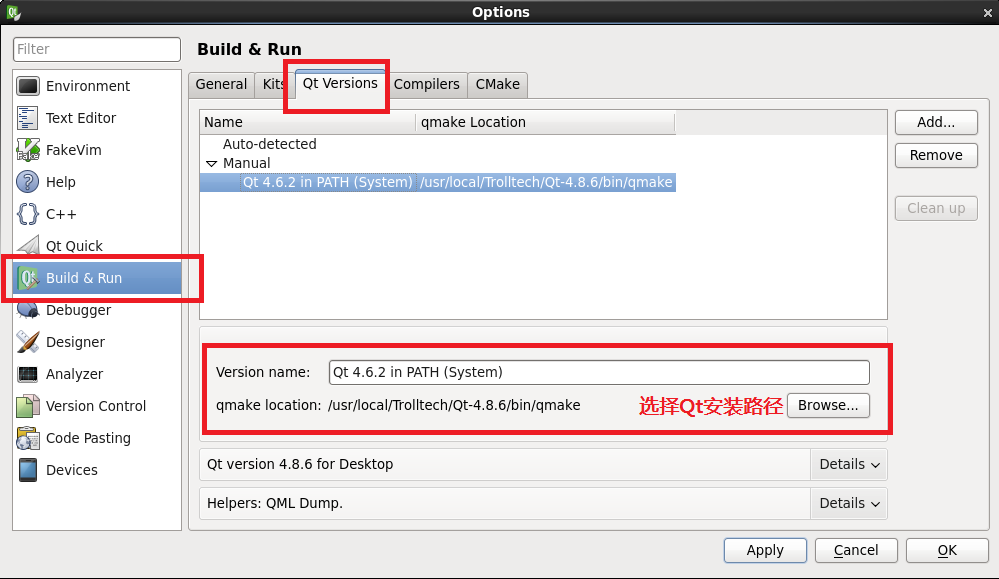 Options
Filter
Environment
Text Editor
FakeVim
Help
C++
Qt Quick
Build & Run
Debugger
Designer
Analyzer
Version Control
Code Pasting
Devices
Build & Run
General Kits Qt Versions Compilers CMake
Name qmake Location
Auto-detected
Manual
Qt 4.6.2 in PATH (System) /usr/local/Trolltech/Qt-4.8.6/bin/qmake
Add...
Remove
Clean up
Version name: Qt 4.6.2 in PATH (System)
qmake location: /usr/local/Trolltech/Qt-4.8.6/bin/qmake 选择Qt安装路径 Browse...
Qt version 4.8.6 for Desktop Details
Helpers: QML Dump. Details
Apply Cancel OK